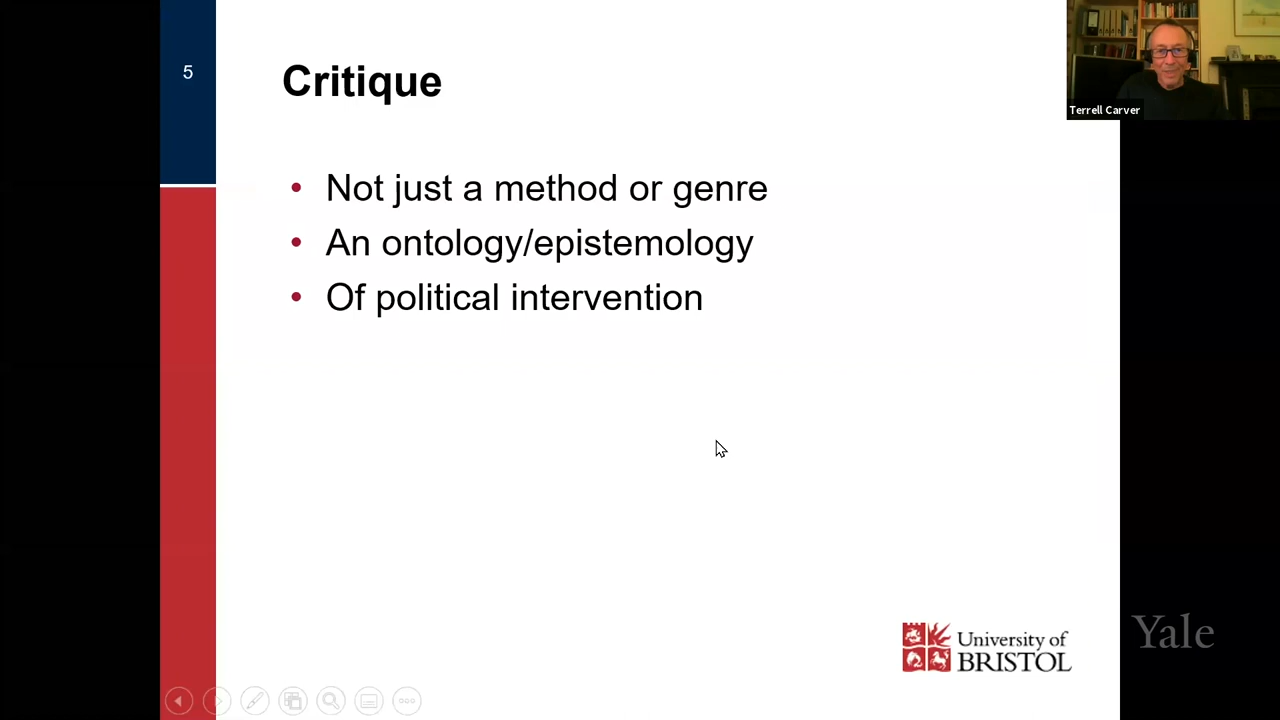 5
Critique
Terrell Carver
• Not just a method or genre
• An ontology/epistemology
• Of political intervention
University of
BRISTOL
Yale